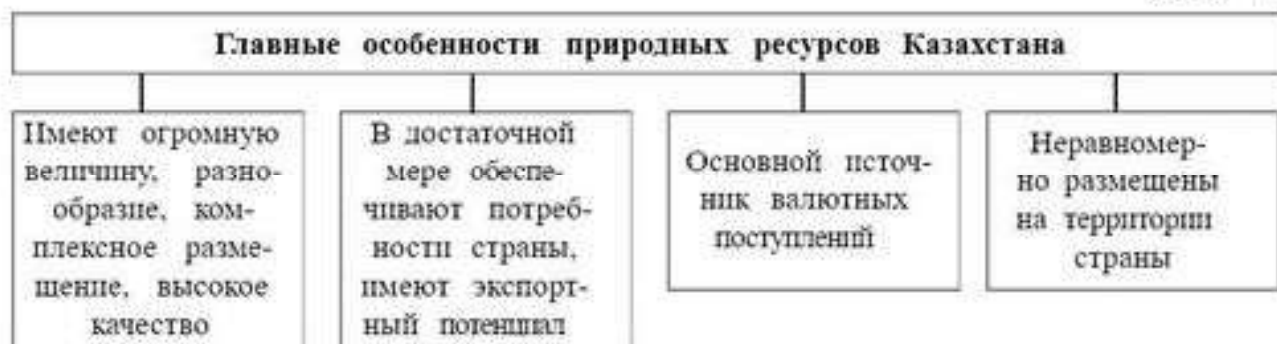 Главные особенности природных ресурсов Казахстана
Имеют огромную
величину, разно-
образие, ком-
плексное разме-
щение, высокое
качество
В достаточной
мере обеспе-
чивают потреб-
ности страны,
имеют экспорт-
ный потенциал
Основной источ-
ник валютных
поступлений
Неравномер-
но размещены
на территории
страны